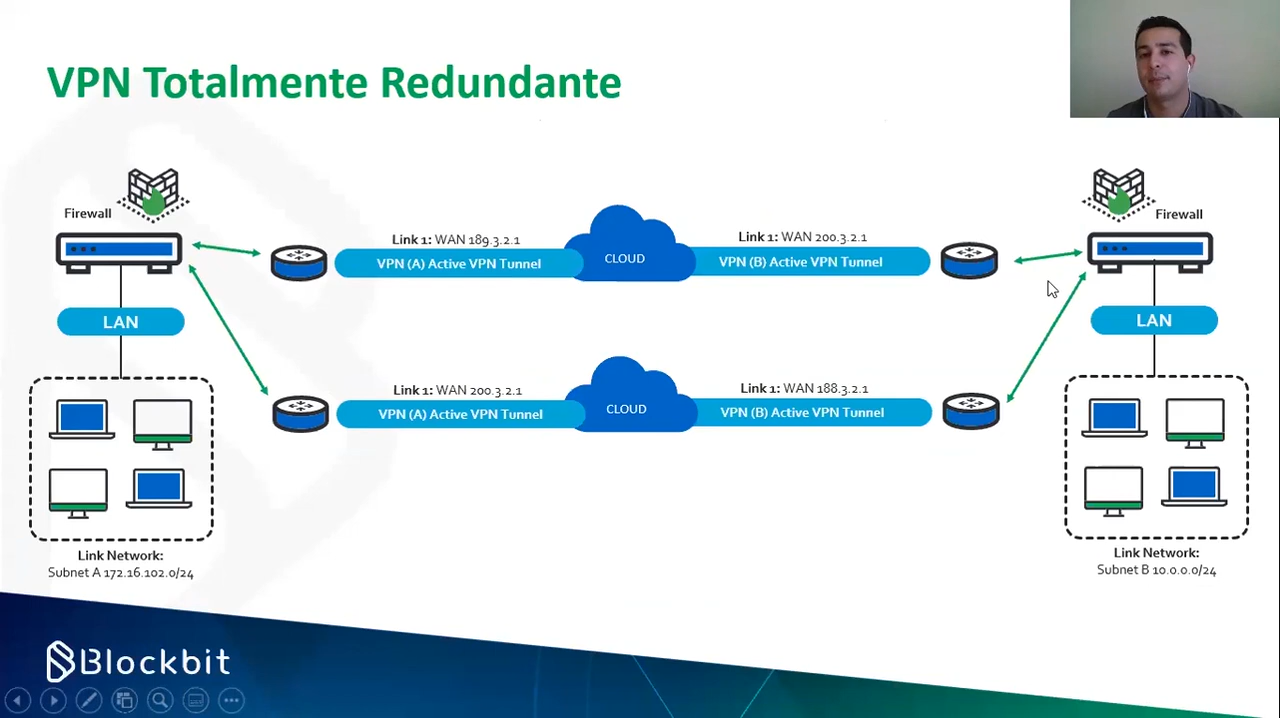 VPN Totalmente Redundante
Firewall
Firewall
Link 1: WAN 189.3.2.1
Link 1: WAN 200.3.2.1
VPN (A) Active VPN Tunnel
CLOUD
VPN (B) Active VPN Tunnel
LAN
LAN
Link 1: WAN 200.3.2.1
Link 1: WAN 188.3.2.1
VPN (A) Active VPN Tunnel
CLOUD
VPN (B) Active VPN Tunnel
Link Network:
Subnet A 172.16.102.0/24
Link Network:
Subnet B 10.0.0.0/24
Blockbit